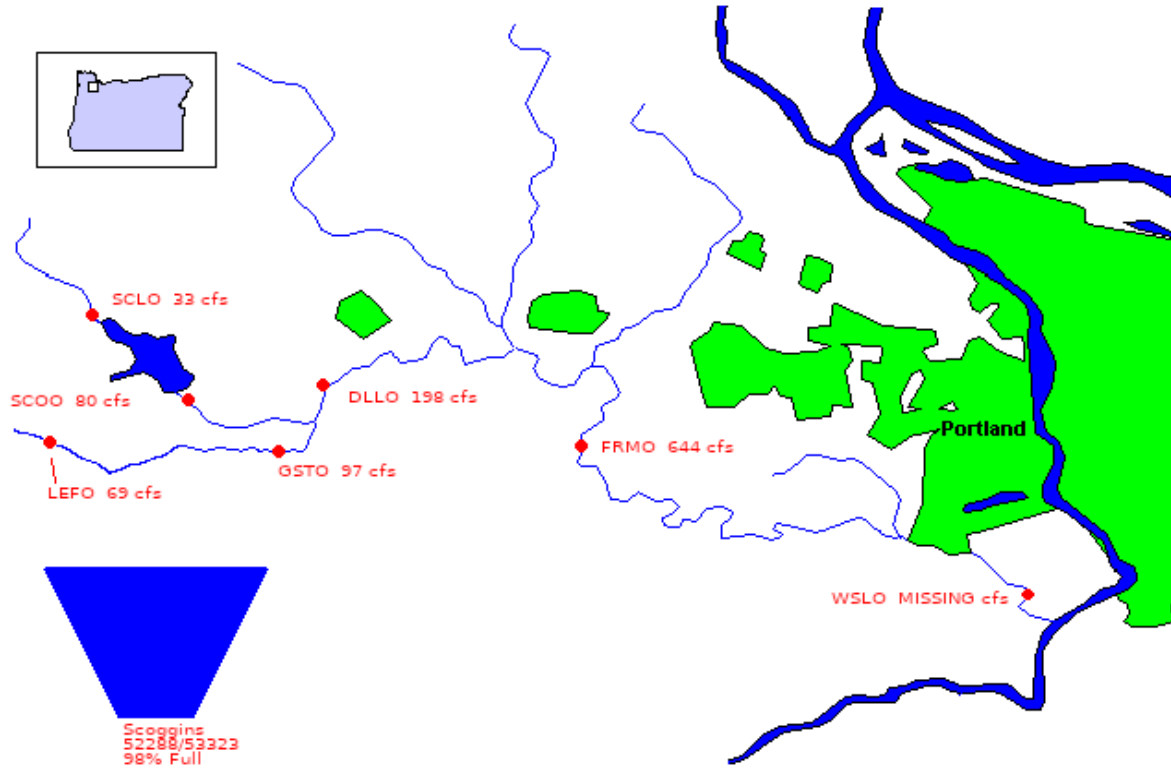 SCLO 33 cfs
SCOO 80 cfs
DLLO 198 cfs
Portland
FRMO 644 cfs
GSTO 97 cfs
LEFO 69 cfs
WSLO MISSING cfs
Scoggins
52288/53323
98% Full